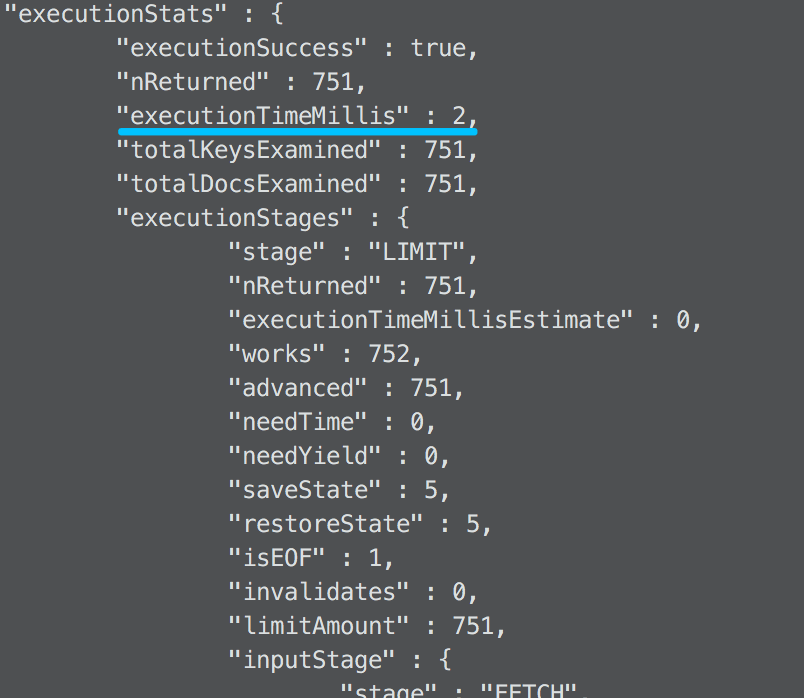 "executionStats" : {
"executionSuccess" : true,
"nReturned" : 751,
"executionTimeMillis" : 2,
"totalKeysExamined" : 751,
"totalDocsExamined" : 751,
"executionStages" : {
"stage" : "LIMIT",
"nReturned" : 751,
"executionTimeMillisEstimate" : 0,
"works" : 752,
"advanced" : 751,
"needTime" : 0,
"needYield" : 0,
"saveState" : 5,
"restoreState" : 5,
"isEOF" : 1,
"invalidates" : 0,
"limitAmount" : 751,
"inputStage" : {
"stage" : "FETCH",